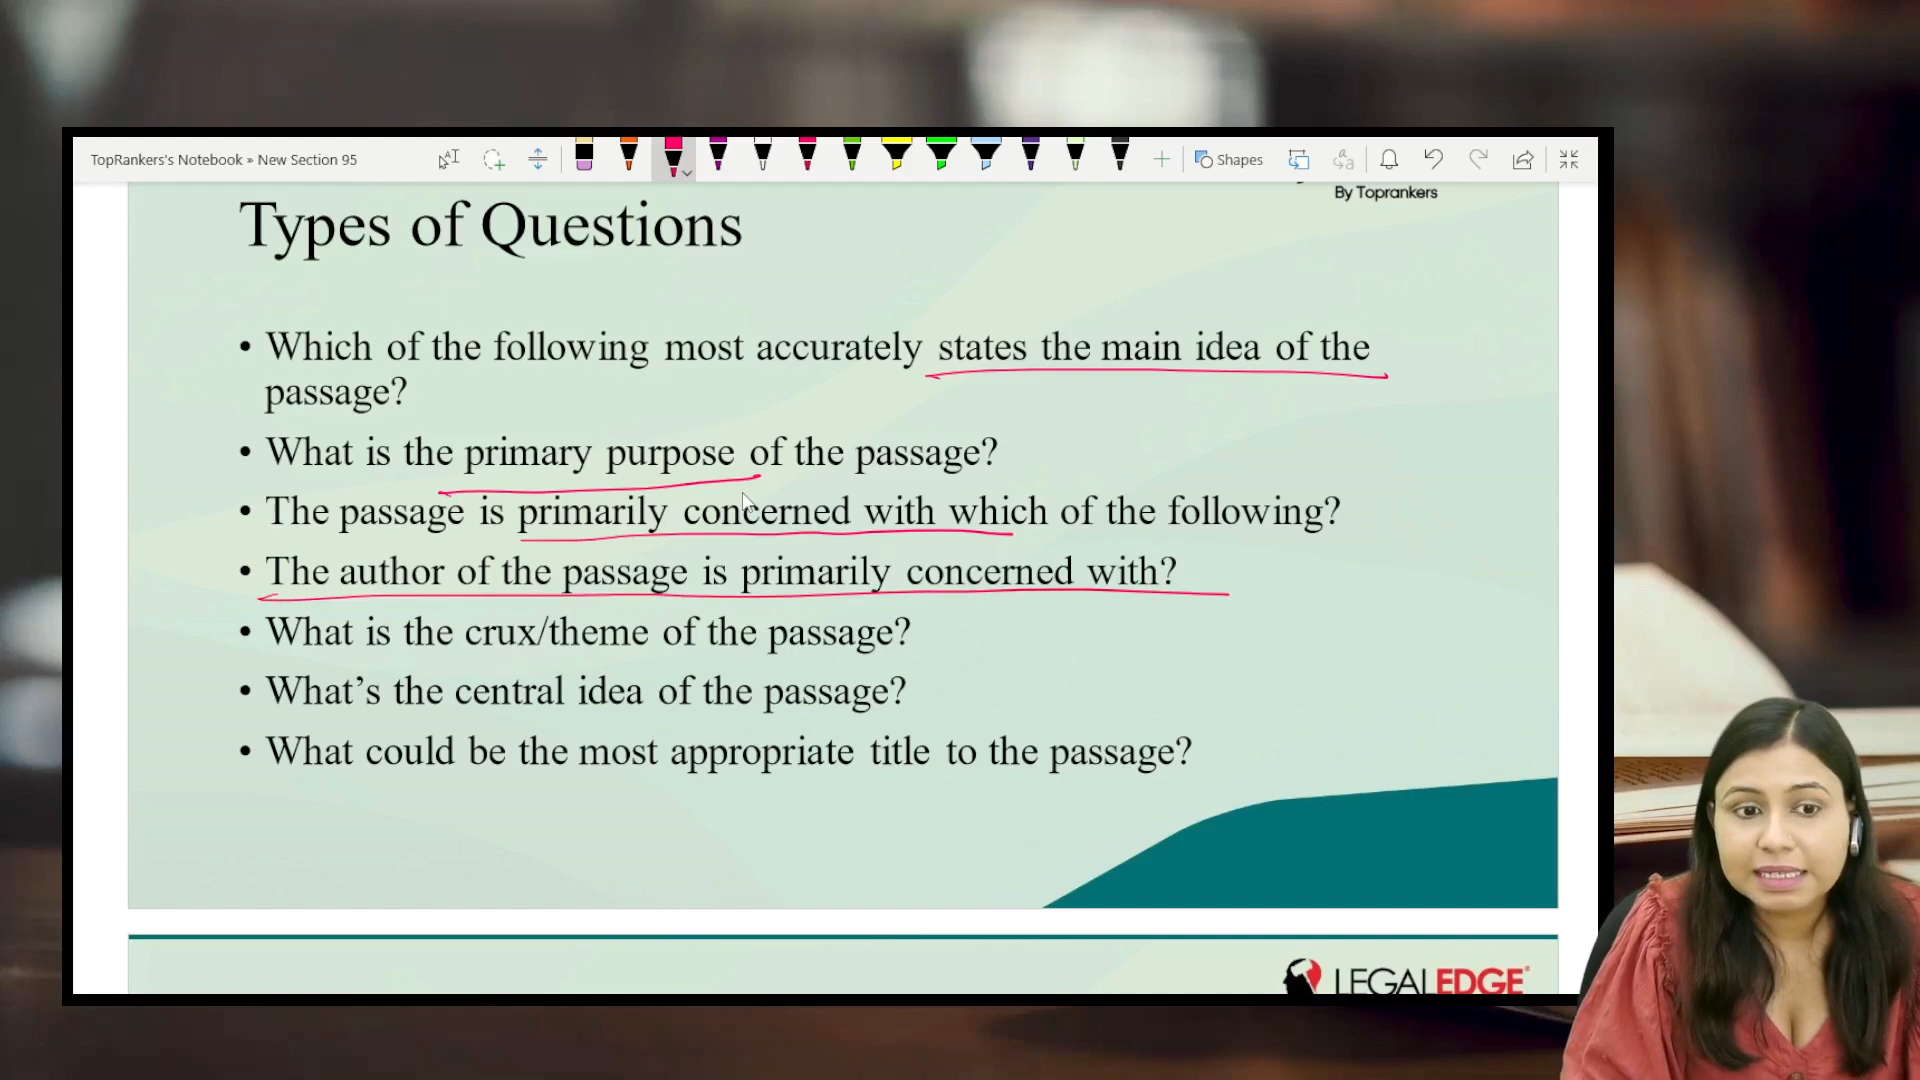 TopRankers's Notebook » New Section 95
Shapes
By Toprankers
Types of Questions
• Which of the following most accurately states the main idea of the
passage?
• What is the primary purpose of the passage?
• The passage is primarily concerned with which of the following?
• The author of the passage is primarily concerned with?
• What is the crux/theme of the passage?
• What’s the central idea of the passage?
• What could be the most appropriate title to the passage?
LEGALEDGE